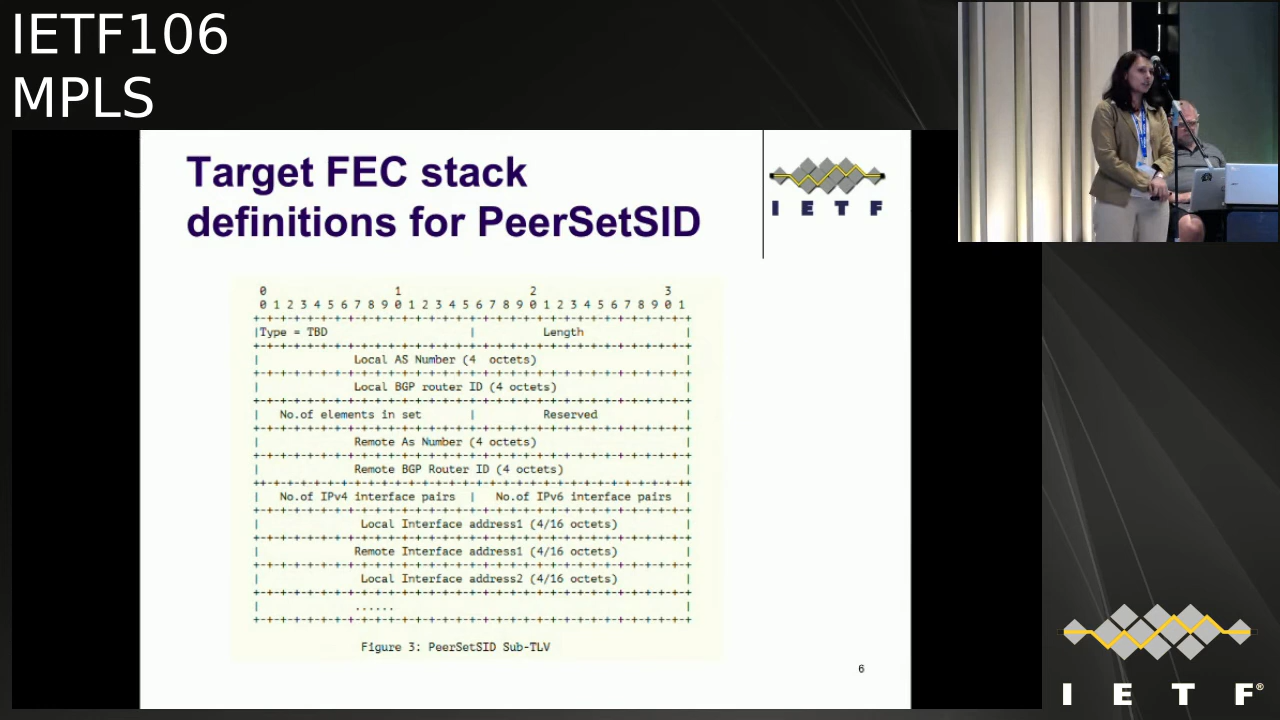 IETF106
MPLS
Target FEC stack
definitions for PeerSetSID
I E T F
0 1 2 3
0 1 2 3 4 5 6 7 8 9 0 1 2 3 4 5 6 7 8 9 0 1 2 3 4 5 6 7 8 9 0 1
+-+-+-+-+-+-+-+-+-+-+-+-+-+-+-+-+-+-+-+-+-+-+-+-+-+-+-+-+-+-+-+-+
|Type = TBD | Length |
+-+-+-+-+-+-+-+-+-+-+-+-+-+-+-+-+-+-+-+-+-+-+-+-+-+-+-+-+-+-+-+-+
| Local AS Number (4 octets) |
+-+-+-+-+-+-+-+-+-+-+-+-+-+-+-+-+-+-+-+-+-+-+-+-+-+-+-+-+-+-+-+-+
| Local BGP router ID (4 octets) |
+-+-+-+-+-+-+-+-+-+-+-+-+-+-+-+-+-+-+-+-+-+-+-+-+-+-+-+-+-+-+-+-+
| No.of elements in set | Reserved |
+-+-+-+-+-+-+-+-+-+-+-+-+-+-+-+-+-+-+-+-+-+-+-+-+-+-+-+-+-+-+-+-+
| Remote As Number (4 octets) |
+-+-+-+-+-+-+-+-+-+-+-+-+-+-+-+-+-+-+-+-+-+-+-+-+-+-+-+-+-+-+-+-+
| Remote BGP Router ID (4 octets) |
++-+-+-+-+-+-+-+-+-+-+-+-+-+-+-+-+-+-+-+-+-+-+-+-+-+-+-+-+-+-+-++
| No.of IPv4 interface pairs | No.of IPv6 interface pairs |
+-+-+-+-+-+-+-+-+-+-+-+-+-+-+-+-+-+-+-+-+-+-+-+-+-+-+-+-+-+-+-+-+
| Local Interface address1 (4/16 octets) |
+-+-+-+-+-+-+-+-+-+-+-+-+-+-+-+-+-+-+-+-+-+-+-+-+-+-+-+-+-+-+-+-+
| Remote Interface address1 (4/16 octets) |
+-+-+-+-+-+-+-+-+-+-+-+-+-+-+-+-+-+-+-+-+-+-+-+-+-+-+-+-+-+-+-+-+
| Local Interface address2 (4/16 octets) |
+-+-+-+-+-+-+-+-+-+-+-+-+-+-+-+-+-+-+-+-+-+-+-+-+-+-+-+-+-+-+-+-+
| ...... |
+-+-+-+-+-+-+-+-+-+-+-+-+-+-+-+-+-+-+-+-+-+-+-+-+-+-+-+-+-+-+-+-+
Figure 3: PeerSetSID Sub-TLV
6
I E T F®